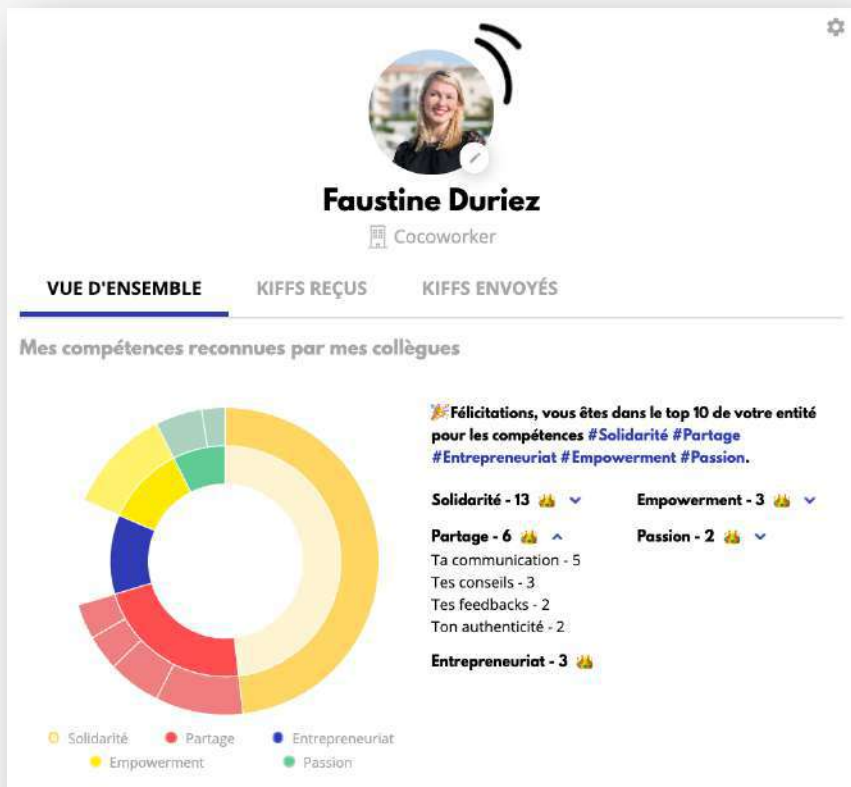 Faustine Duriez
Cocoworker
VUE D'ENSEMBLE
KIFFS REÇUS
KIFFS ENVOYÉS
Mes compétences reconnues par mes collègues
Félicitations, vous êtes dans le top 10 de votre entité
pour les compétences #Solidarité #Partage
#Entrepreneuriat #Empowerment #Passion.
Solidarité - 13
Partage - 6
Ta communication - 5
Tes conseils - 3
Tes feedbacks - 2
Ton authenticité - 2
Entrepreneuriat - 3
Empowerment - 3
Passion - 2
Solidarité
Partage
Entrepreneuriat
Empowerment
Passion